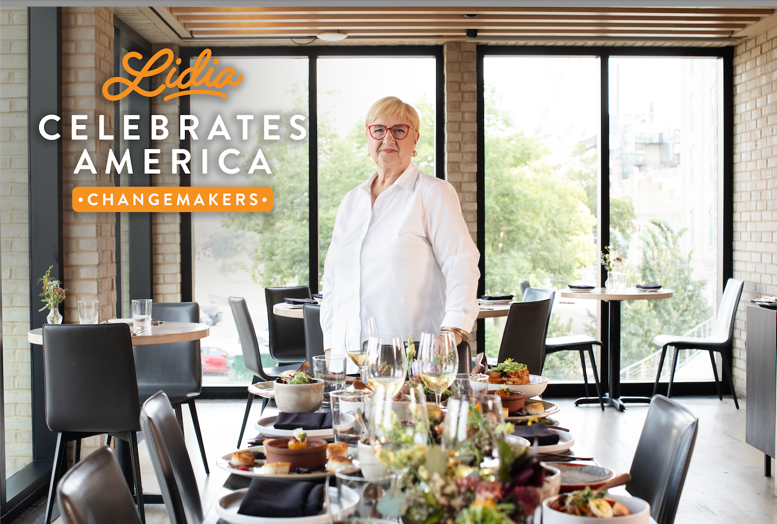 Lidia
CELEBRATES
AMERICA
• CHANGEMAKERS •